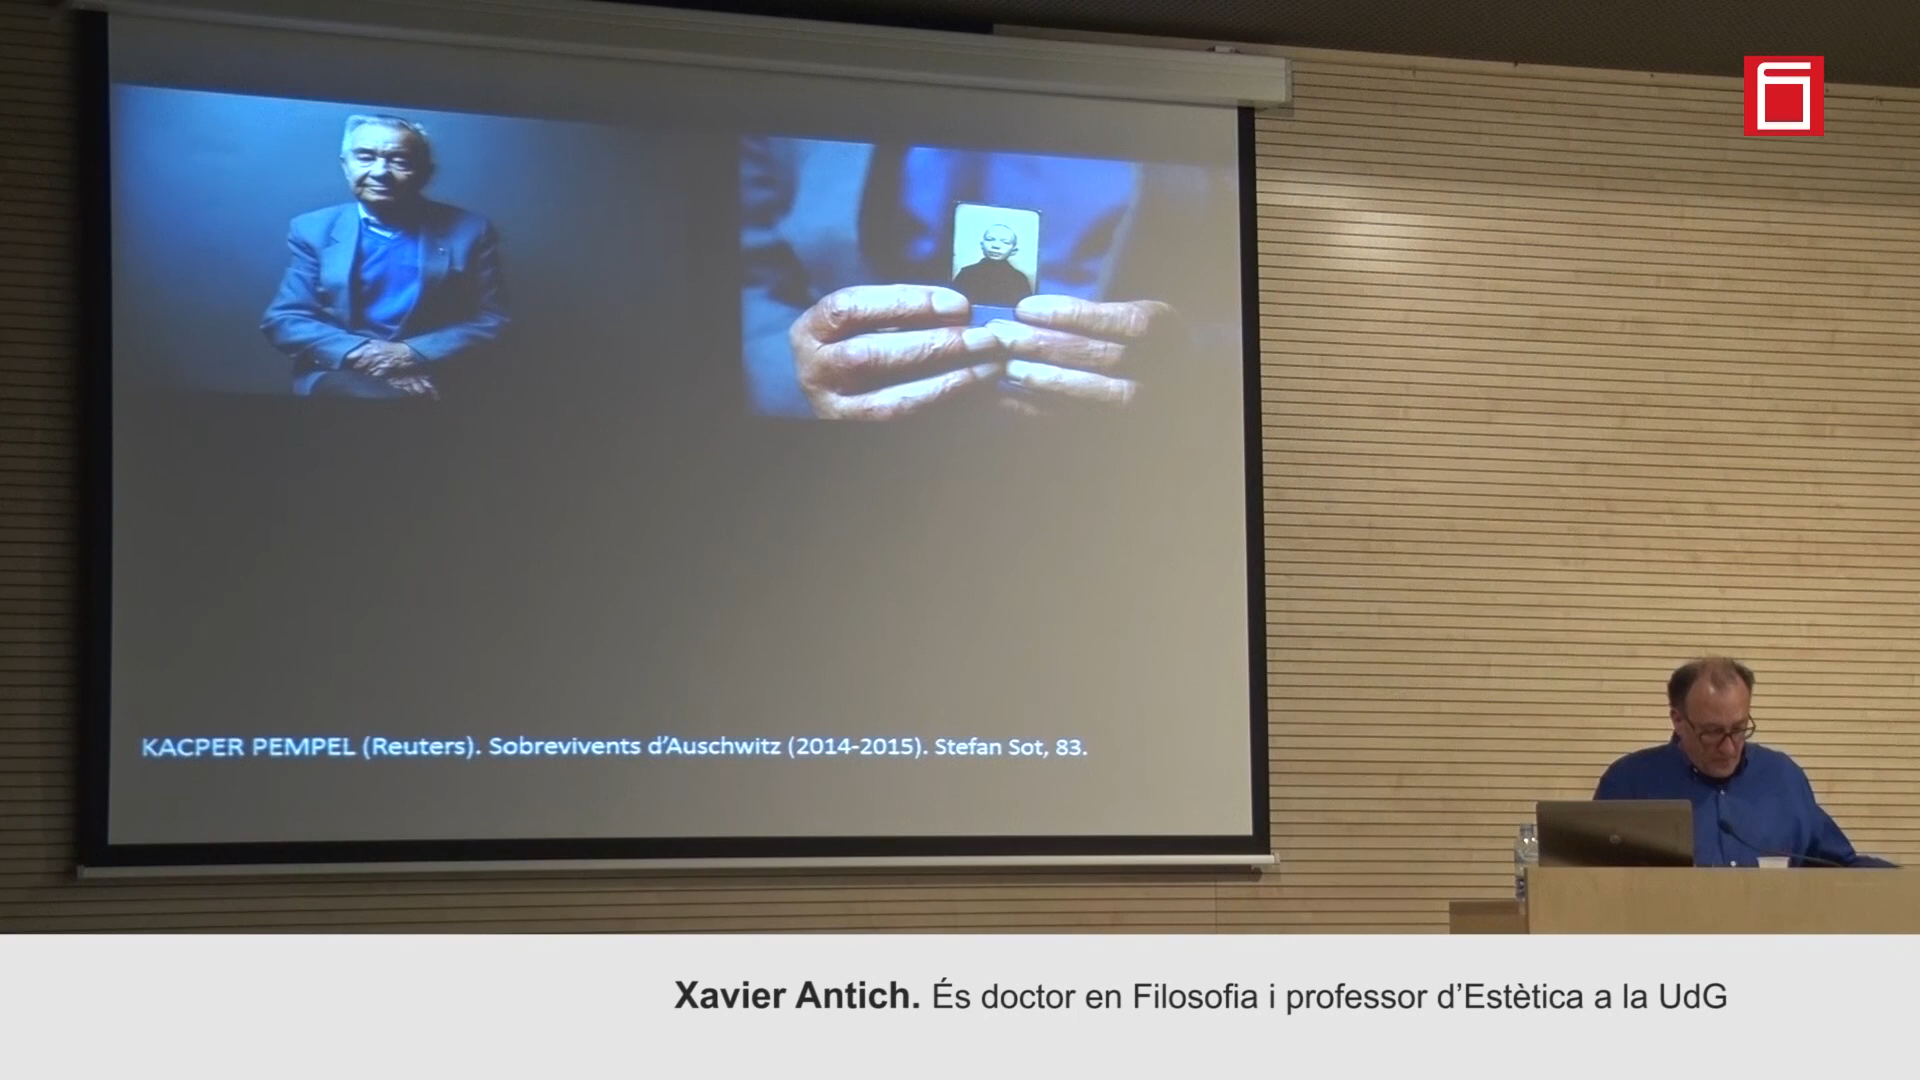 KACPER PEMPEL (Reuters). Sobrevivents d’Auschwitz (2014-2015). Stefan Sot, 83.
Xavier Antich. És doctor en Filosofia i professor d’Estètica a la UdG